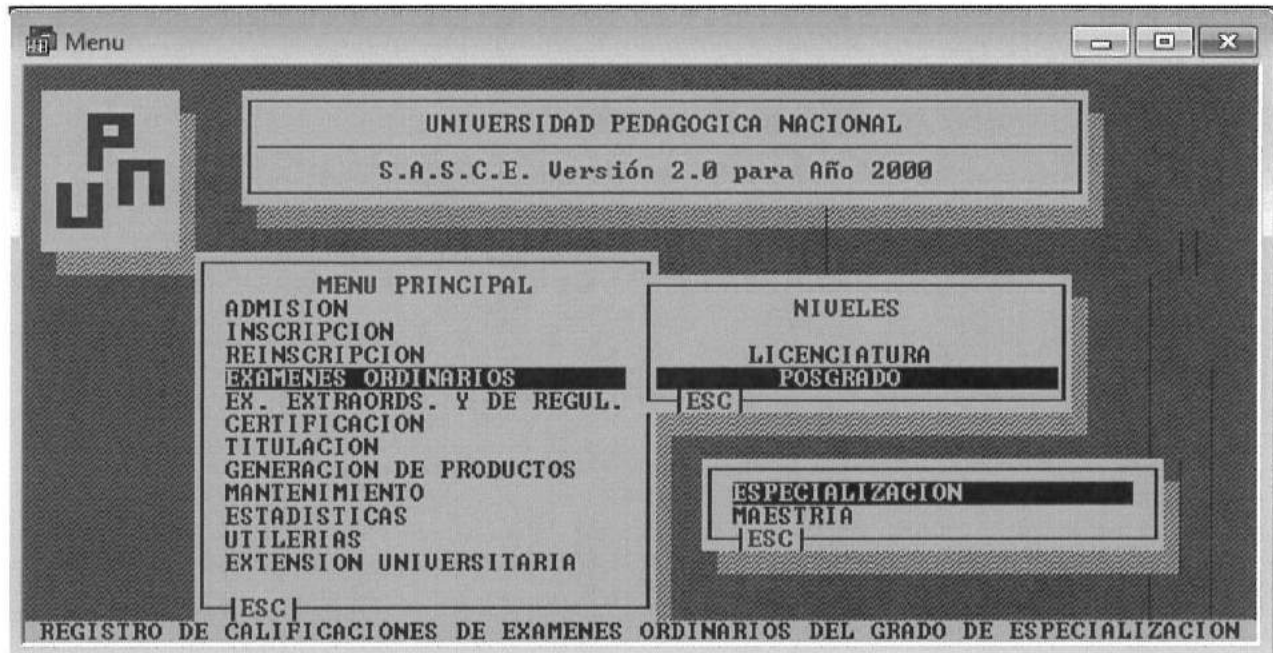 Menu
UPN
UNIVERSIDAD PEDAGOGICA NACIONAL
S.A.S.C.E. Versión 2.0 para Año 2000
MENU PRINCIPAL
ADMISION
INSCRIPCION
REINSCRIPCION
EXAMENES ORDINARIOS
EX. EXTRAORDS. Y DE REGUL.
CERTIFICACION
TITULACION
GENERACION DE PRODUCTOS
MANTENIMIENTO
ESTADISTICAS
UTILERIAS
EXTENSION UNIVERSITARIA
ESC
NIVELES
LICENCIATURA
POSGRADO
ESC
ESPECIALIZACION
MAESTRIA
ESC
REGISTRO DE CALIFICACIONES DE EXAMENES ORDINARIOS DEL GRADO DE ESPECIALIZACION